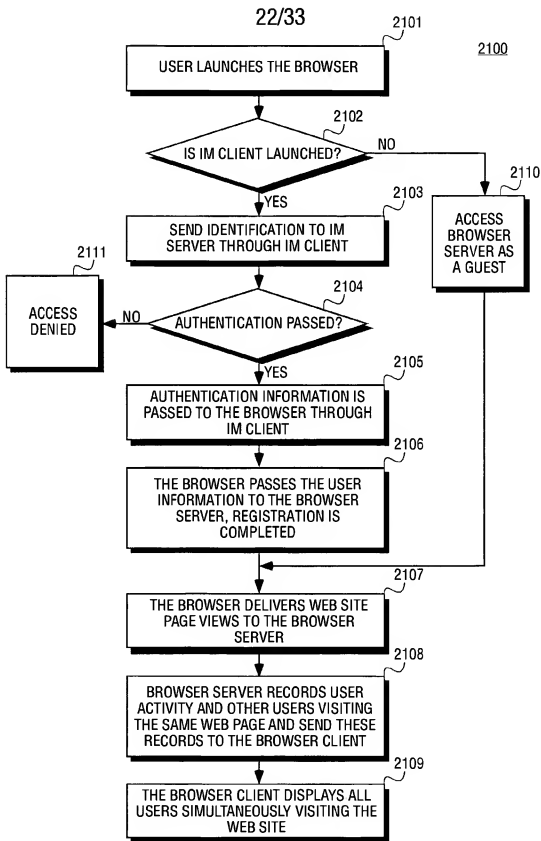 22/33
2100
2101
USER LAUNCHES THE BROWSER
2102
IS IM CLIENT LAUNCHED?
NO
YES
2103
SEND IDENTIFICATION TO IM
SERVER THROUGH IM CLIENT
2110
ACCESS
BROWSER
SERVER AS
A GUEST
2104
AUTHENTICATION PASSED?
NO
2111
ACCESS
DENIED
YES
2105
AUTHENTICATION INFORMATION IS
PASSED TO THE BROWSER THROUGH
IM CLIENT
2106
THE BROWSER PASSES THE USER
INFORMATION TO THE BROWSER
SERVER, REGISTRATION IS
COMPLETED
2107
THE BROWSER DELIVERS WEB SITE
PAGE VIEWS TO THE BROWSER
SERVER
2108
BROWSER SERVER RECORDS USER
ACTIVITY AND OTHER USERS VISITING
THE SAME WEB PAGE AND SEND THESE
RECORDS TO THE BROWSER CLIENT
2109
THE BROWSER CLIENT DISPLAYS ALL
USERS SIMULTANEOUSLY VISITING THE
WEB SITE